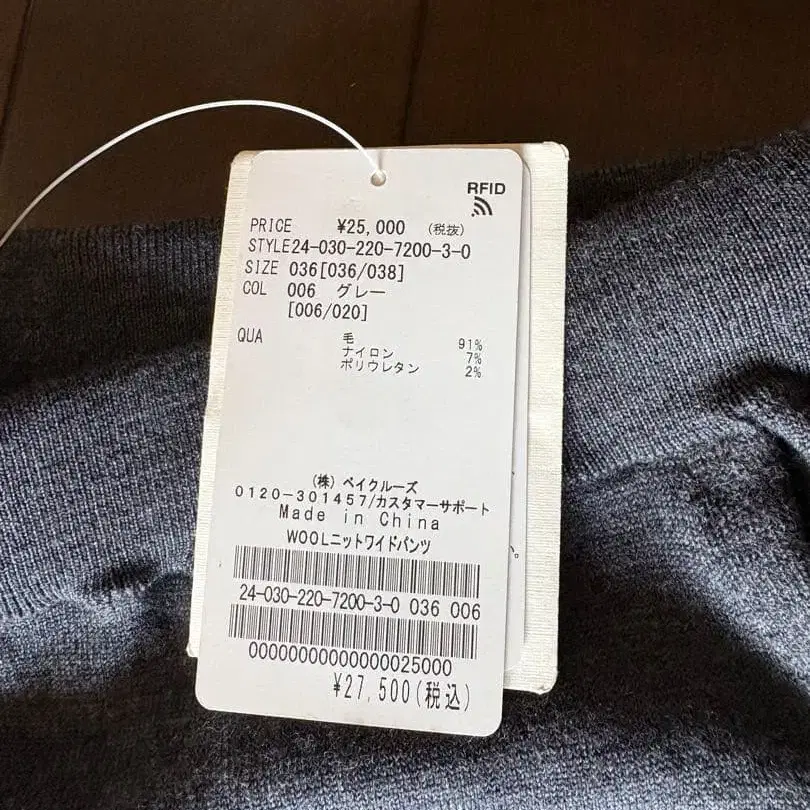 RFID
PRICE ¥25,000 (税抜)
STYLE24-030-220-7200-3-0
SIZE 036[036/038]
COL 006 グレー
[006/020]
QUA 毛 91%
ナイロン 7%
ポリウレタン 2%
(株) ベイクルーズ
0120-301457/カスタマーサポート
Made in China
WOOLニットワイドパンツ
24-030-220-7200-3-0 036 006
00000000000000025000
¥27,500(税込)